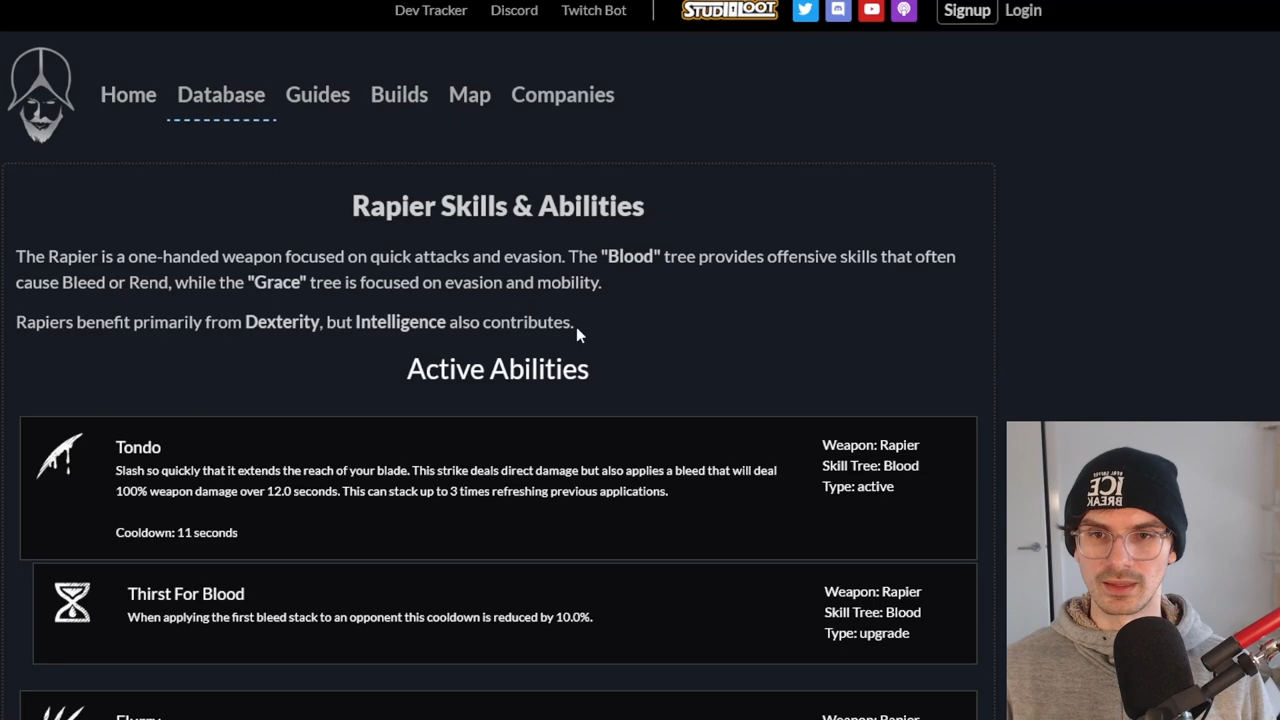 Dev Tracker Discord Twitch Bot STUDIOLOOT Signup Login
Home Database Guides Builds Map Companies
Rapier Skills & Abilities
The Rapier is a one-handed weapon focused on quick attacks and evasion. The "Blood" tree provides offensive skills that often
cause Bleed or Rend, while the "Grace" tree is focused on evasion and mobility.
Rapiers benefit primarily from Dexterity, but Intelligence also contributes.
Active Abilities
Tondo
Slash so quickly that it extends the reach of your blade. This strike deals direct damage but also applies a bleed that will deal
100% weapon damage over 12.0 seconds. This can stack up to 3 times refreshing previous applications.
Cooldown: 11 seconds
Weapon: Rapier
Skill Tree: Blood
Type: active
Thirst For Blood
When applying the first bleed stack to an opponent this cooldown is reduced by 10.0%.
Weapon: Rapier
Skill Tree: Blood
Type: upgrade
Flurry
Weapon: Rapier
ICE
BREAK